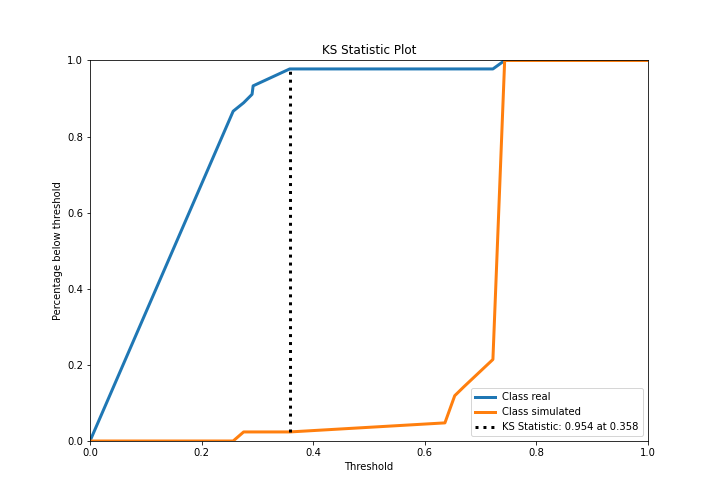 KS Statistic Plot
1.0
0.8
0.6
0.4
0.2
0.0
Percentage below threshold
0.0 0.2 0.4 0.6 0.8 1.0
Threshold
Class real
Class simulated
KS Statistic: 0.954 at 0.358